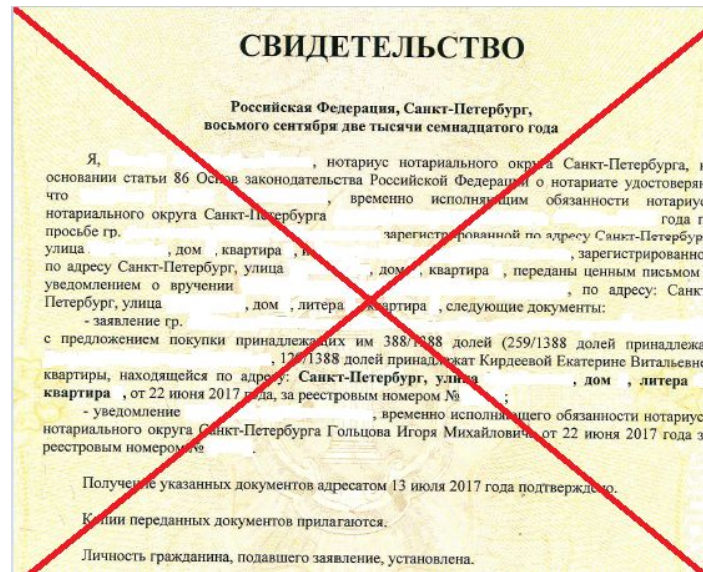 СВИДЕТЕЛЬСТВО
Российская Федерация, Санкт-Петербург,
восьмого сентября две тысячи семнадцатого года
Я, , нотариус нотариального округа Санкт-Петербурга, н
основании статьи 86 Основ законодательства Российской Федерации о нотариате удостоверя
что , временно исполняющим обязанности нотариус
нотариального округа Санкт-Петербурга года п
просьбе гр. зарегистрированной по адресу Санкт-Петербур
улица , дом , квартира , и , зарегистрированно
по адресу Санкт-Петербург, улица , дом , квартира , переданы ценным письмом
уведомлением о вручении , по адресу: Санкт
Петербург, улица , дом , литера квартира , следующие документы:
- заявление гр.
с предложением покупки принадлежащих им 388/1388 долей (259/1388 долей принадлежа
, 129/1388 долей принадлежат Кирдеевой Екатерине Витальевне
квартиры, находящейся по адресу: Санкт-Петербург, улица , дом , литера
квартира , от 22 июня 2017 года, за реестровым номером № ;
- уведомление , временно исполняющего обязанности нотариус
нотариального округа Санкт-Петербурга Гольцова Игоря Михайловича от 22 июня 2017 года з
реестровым номером № .
Получение указанных документов адресатом 13 июля 2017 года подтверждено.
Копии переданных документов прилагаются.
Личность гражданина, подавшего заявление, установлена.